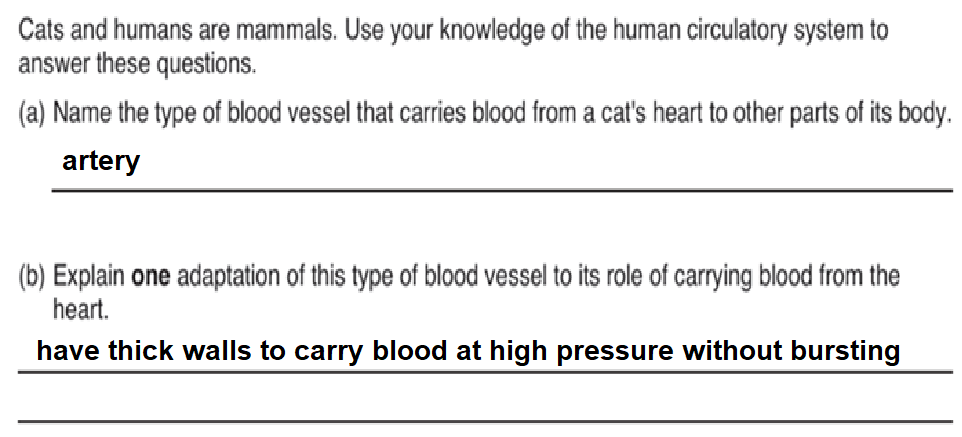 Cats and humans are mammals. Use your knowledge of the human circulatory system to
answer these questions.
(a) Name the type of blood vessel that carries blood from a cat's heart to other parts of its body.
artery
(b) Explain one adaptation of this type of blood vessel to its role of carrying blood from the
heart.
have thick walls to carry blood at high pressure without bursting